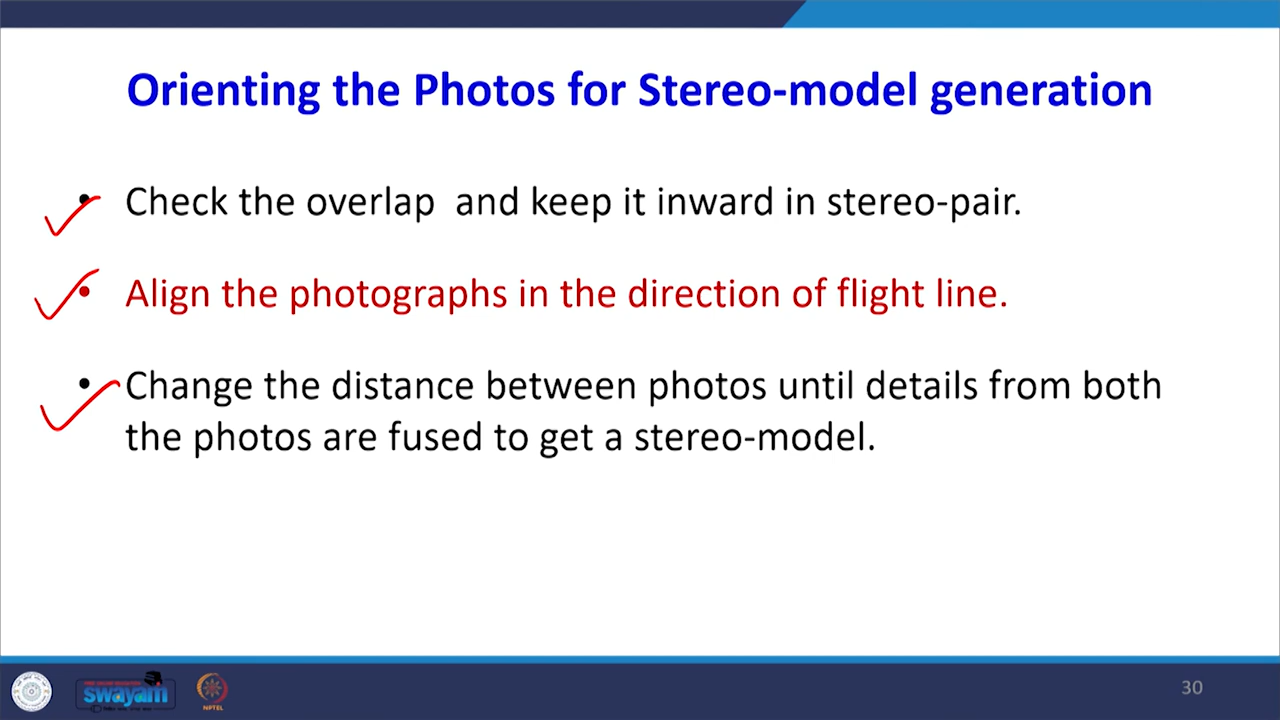 Orienting the Photos for Stereo-model generation
• Check the overlap and keep it inward in stereo-pair.
• Align the photographs in the direction of flight line.
• Change the distance between photos until details from both
the photos are fused to get a stereo-model.
swayam
NPTEL
30